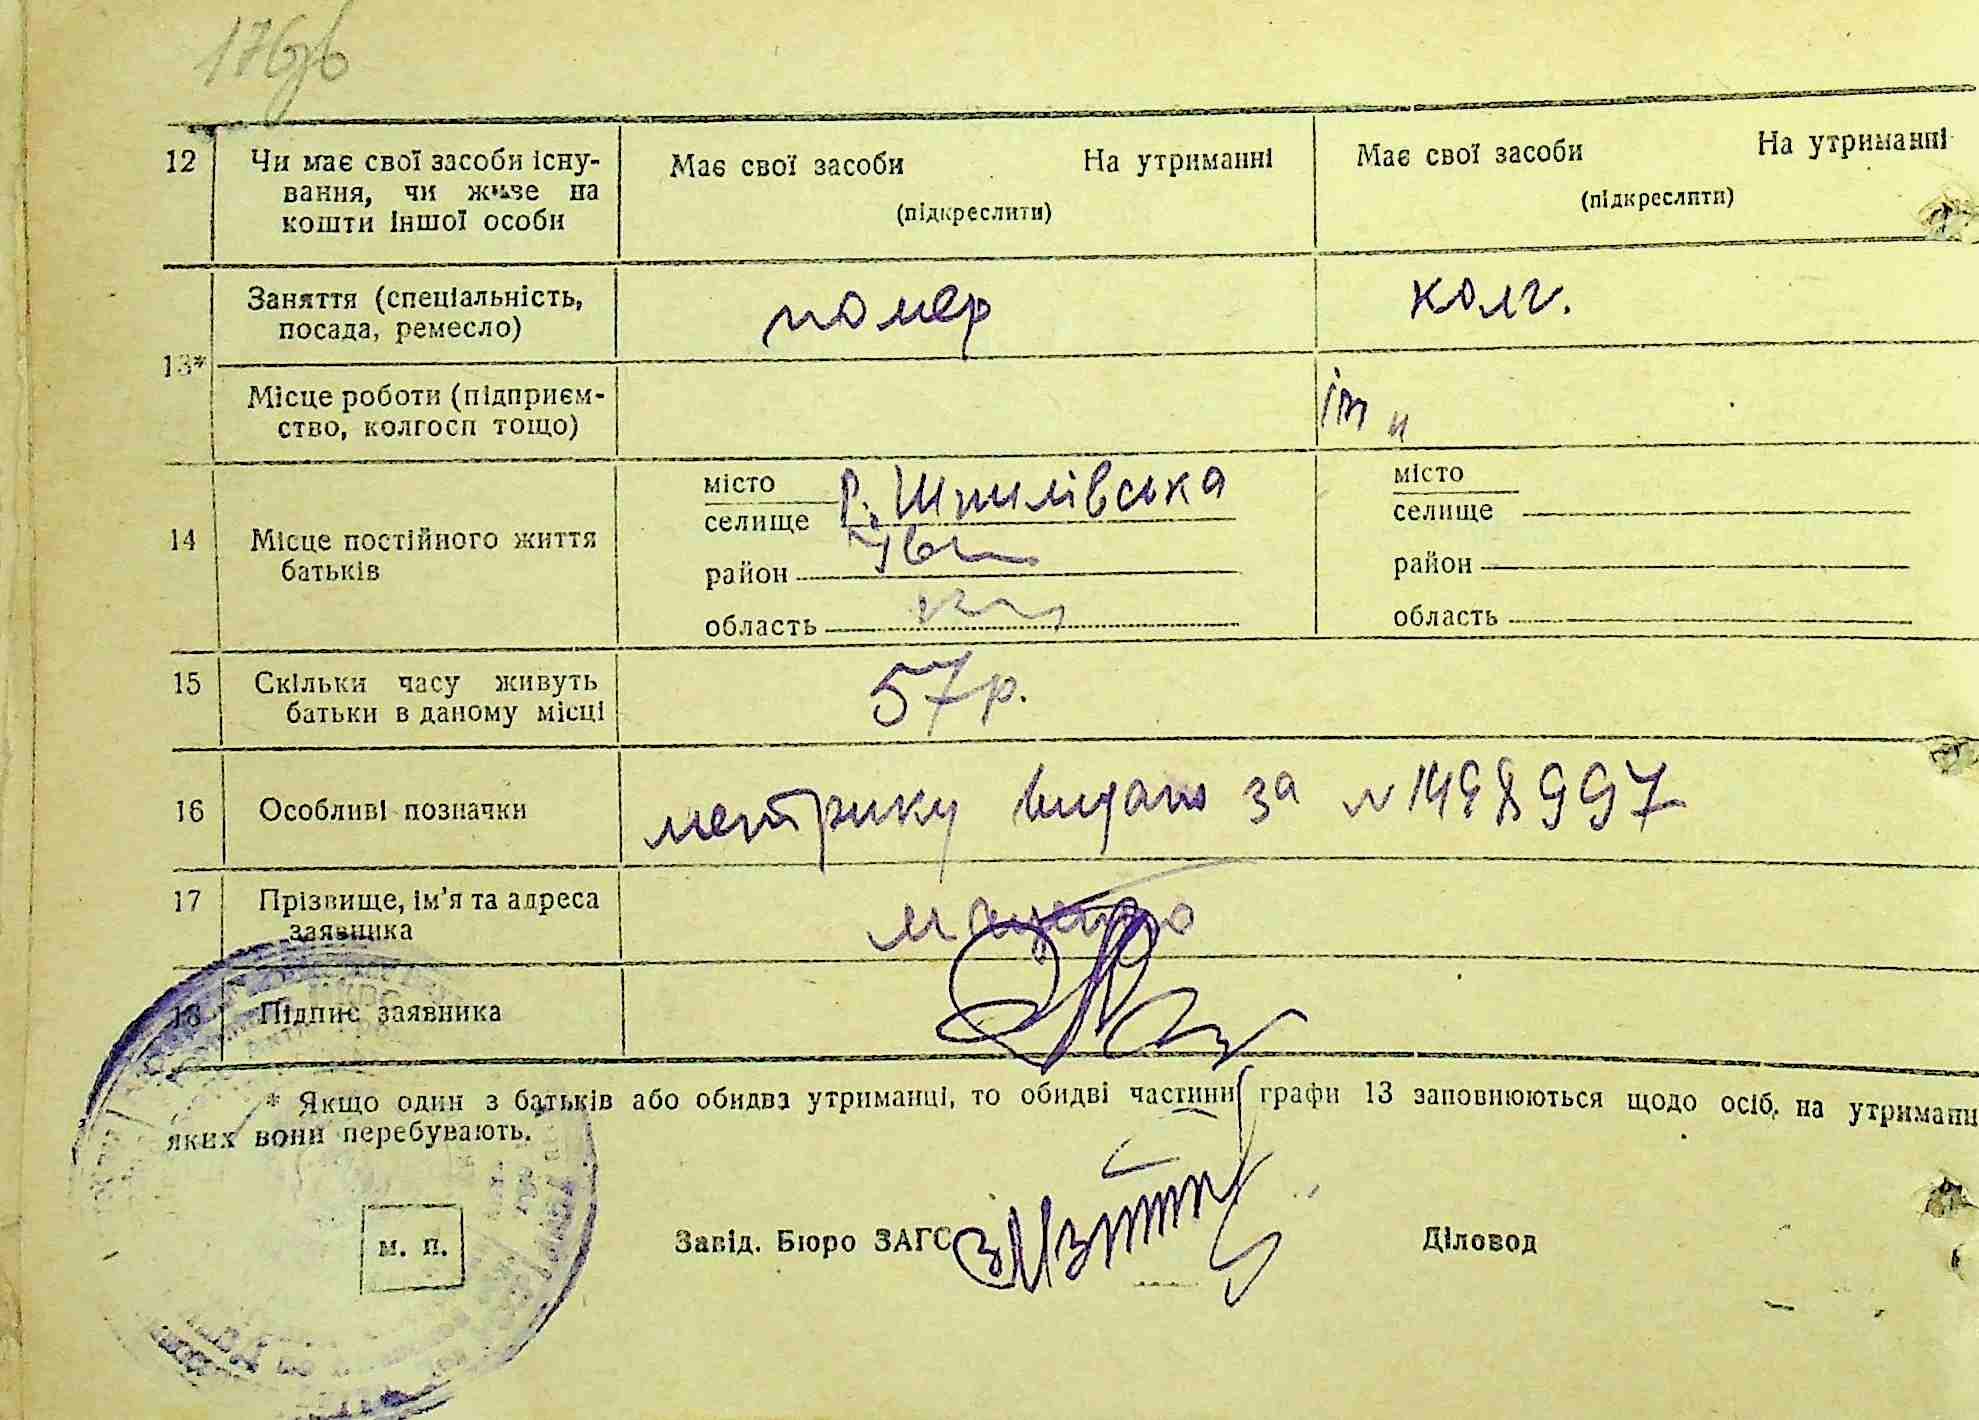 176зв
12 Чи має свої засоби існу- Має свої засоби На утриманні Має свої засоби На утриманні
вання, чи живе на (підкреслити) (підкреслити)
кошти іншої особи
13* Заняття (спеціальність, помер колг.
посада, ремесло)
Місце роботи (підприєм- ім "
ство, колгосп тощо)
14 Місце постійного життя батьків
місто Р. Шпилівська місто
селище селище
район район
область область
15 Скільки часу живуть 57 р.
батьки в даному місці
16 Особливі позначки метрику видано за № 1498997
17 Прізвище, ім'я та адреса
заявника
18 Підпис заявника
* Якщо один з батьків або обидва утриманці, то обидві частини графи 13 заповнюються щодо осіб, на утриманн
яких вони перебувають.
м. п. Завід. Бюро ЗАГС Діловод